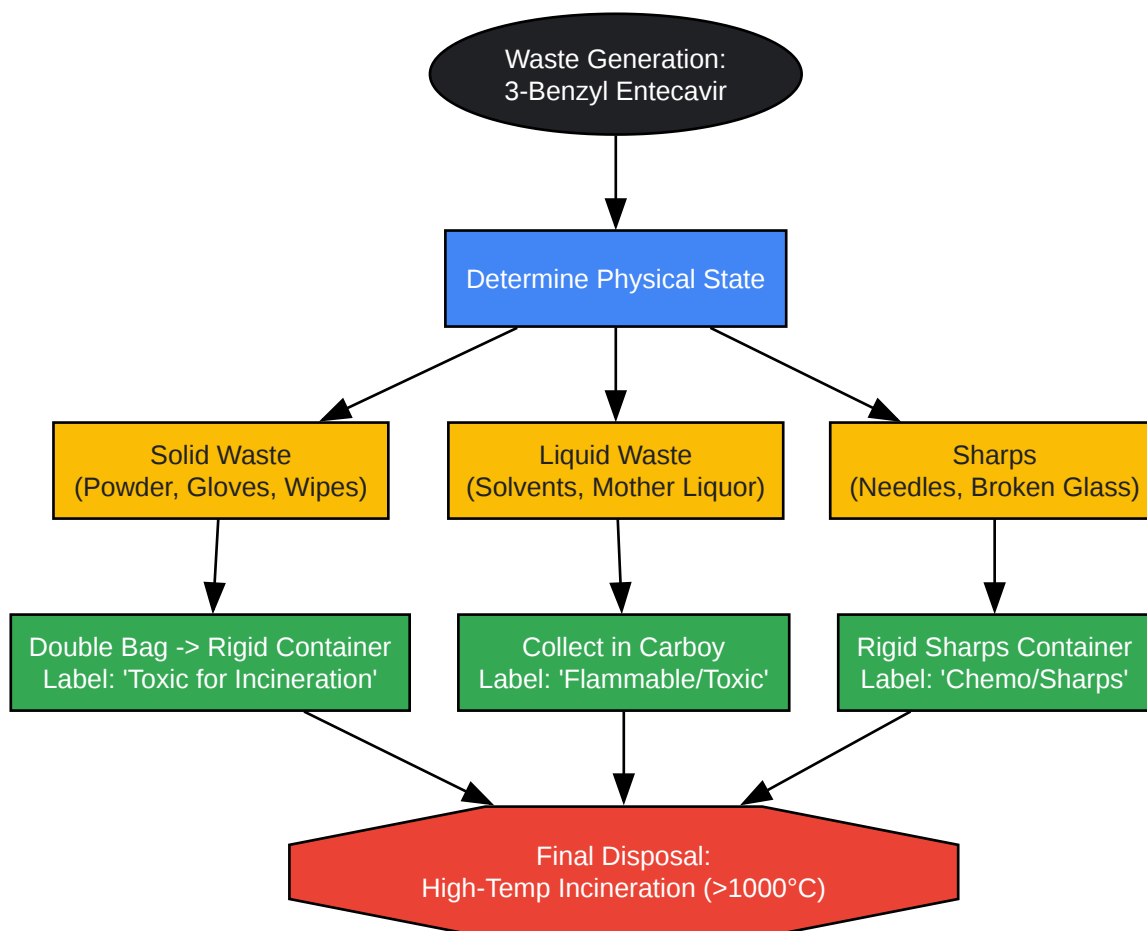 Waste Generation:
3-Benzyl Entecavir
Determine Physical State
Solid Waste
(Powder, Gloves, Wipes)
Liquid Waste
(Solvents, Mother Liquor)
Sharps
(Needles, Broken Glass)
Double Bag -> Rigid Container
Label: 'Toxic for Incineration'
Collect in Carboy
Label: 'Flammable/Toxic'
Rigid Sharps Container
Label: 'Chemo/Sharps'
Final Disposal:
High-Temp Incineration (>1000°C)